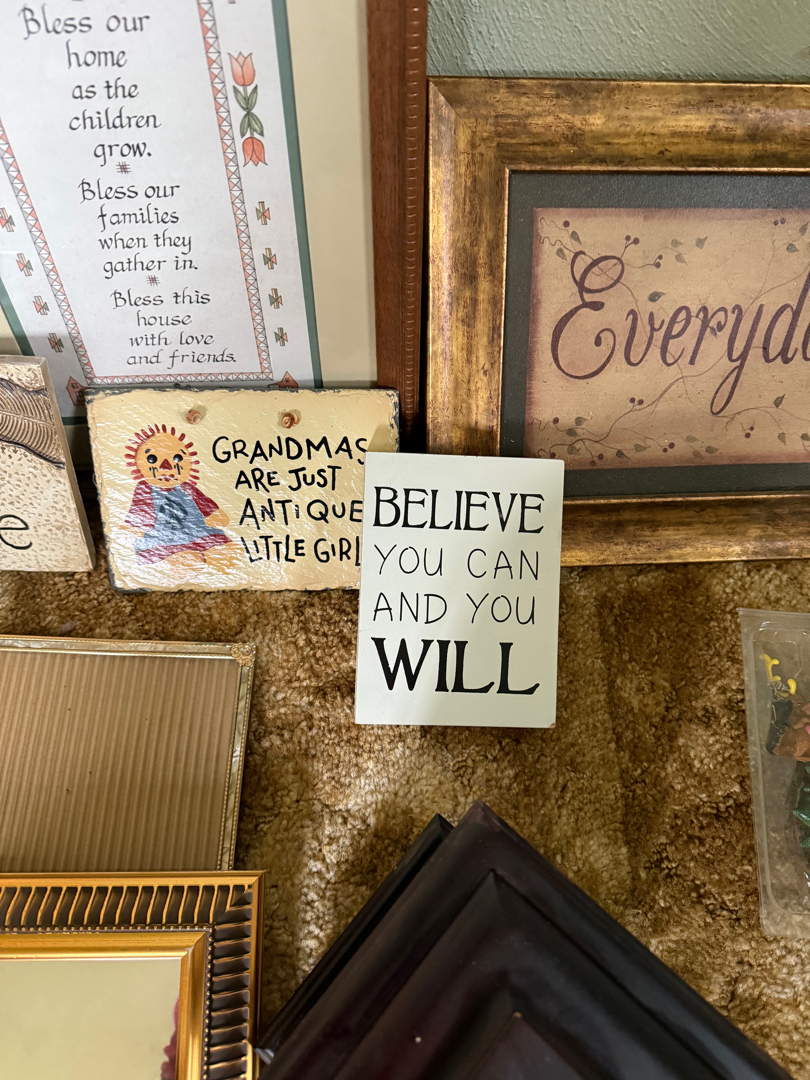 Bless our
home
as the
children
grow.
Bless our
families
when they
gather in.
Bless this
house
with love
and friends.
Everyd
GRANDMAS
ARE JUST
ANTIQUE
LITTLE GIRL
BELIEVE
YOU CAN
AND YOU
WILL
e